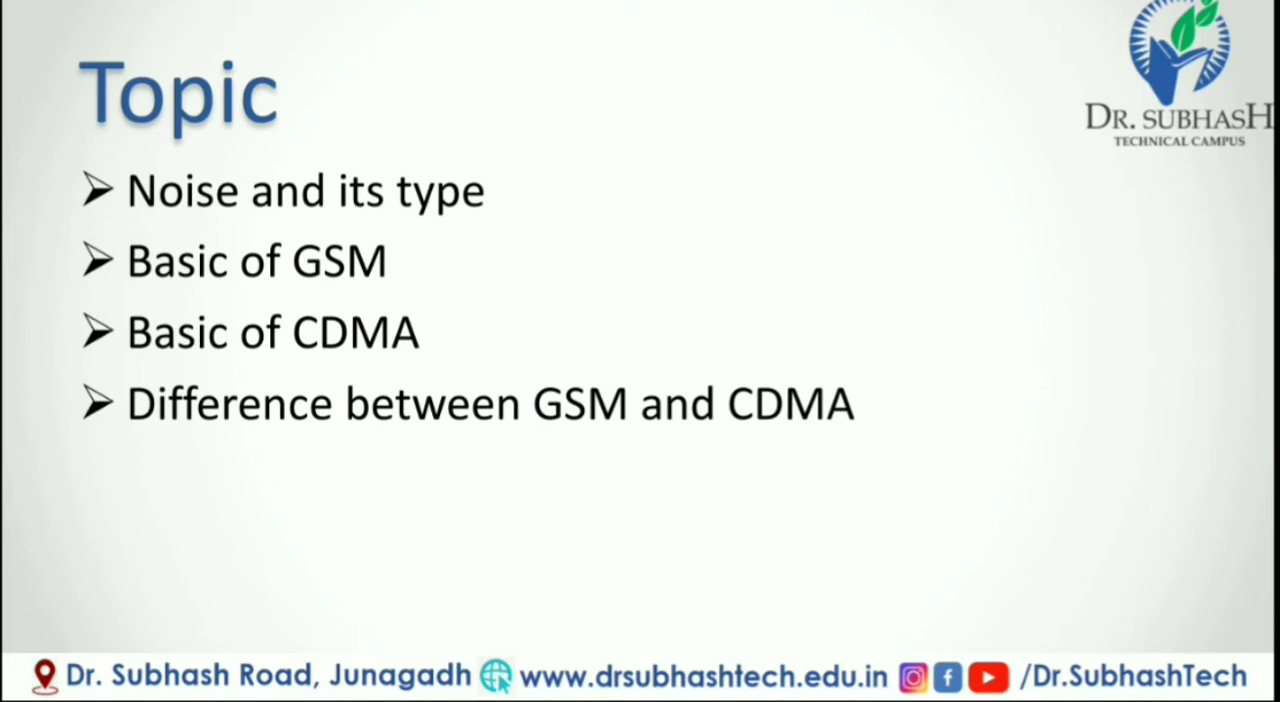 Topic
DR. SUBHASH
TECHNICAL CAMPUS
➢ Noise and its type
➢ Basic of GSM
➢ Basic of CDMA
➢ Difference between GSM and CDMA
Dr. Subhash Road, Junagadh www.drsubhashtech.edu.in /Dr.SubhashTech